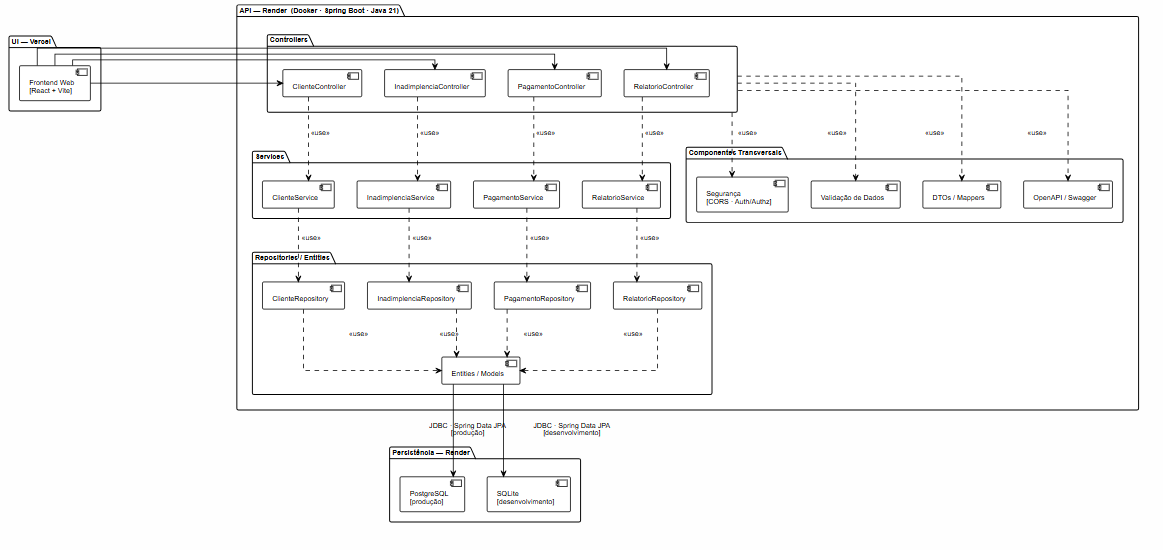 API — Render (Docker · Spring Boot · Java 21)
UI — Vercel
Frontend Web
[React + Vite]
Controllers
ClienteController
InadimplenciaController
PagamentoController
RelatorioController
«use»
«use»
«use»
«use»
«use»
«use»
«use»
«use»
Services
ClienteService
InadimplenciaService
PagamentoService
RelatorioService
Componentes Transversais
Segurança
[CORS · Auth/Authz]
Validação de Dados
DTOs / Mappers
OpenAPI / Swagger
«use»
«use»
«use»
«use»
Repositories / Entities
ClienteRepository
InadimplenciaRepository
PagamentoRepository
RelatorioRepository
«use»
«use»
«use»
«use»
Entities / Models
JDBC · Spring Data JPA
[produção]
JDBC · Spring Data JPA
[desenvolvimento]
Persistência — Render
PostgreSQL
[produção]
SQLite
[desenvolvimento]